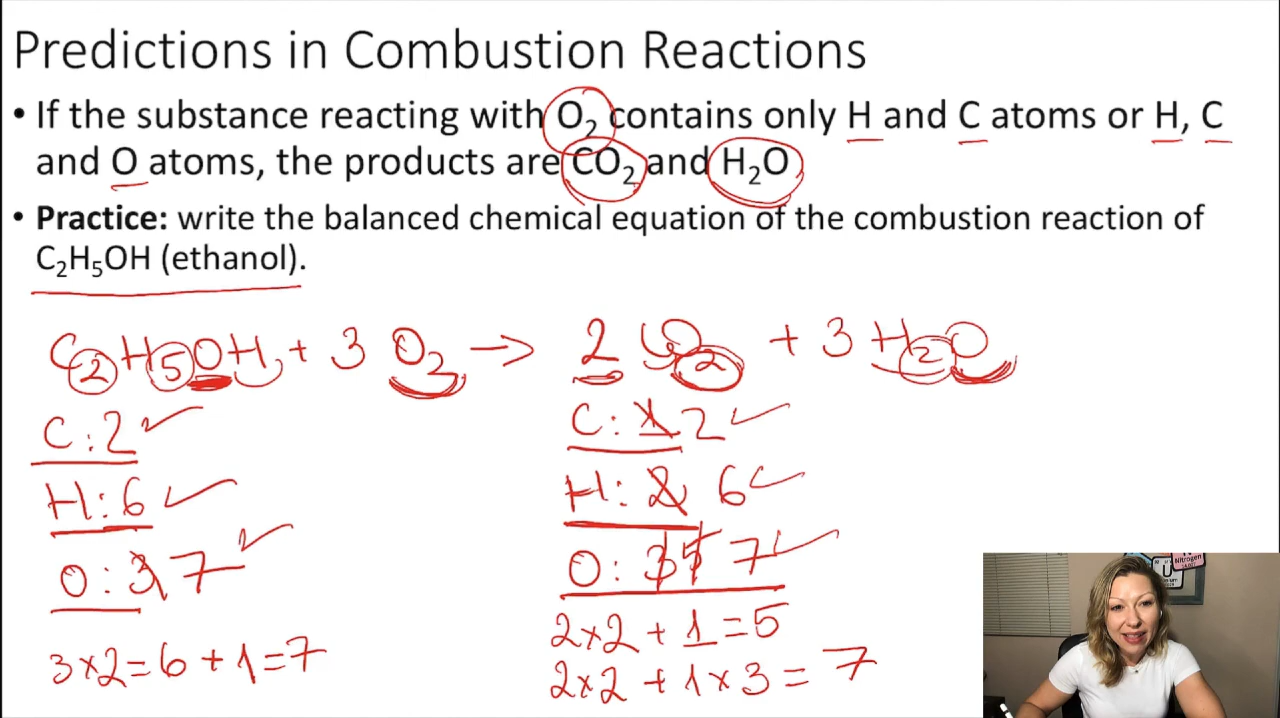 Predictions in Combustion Reactions
• If the substance reacting with O₂ contains only H and C atoms or H, C
and O atoms, the products are CO₂ and H₂O
• Practice: write the balanced chemical equation of the combustion reaction of
C₂H₅OH (ethanol).
C₂H₅OH + 3 O₂ → 2 CO₂ + 3 H₂O
C: 2 ✓ C: 1 2 ✓
H: 6 ✓ H: 2 6 ✓
O: 3 7 ✓ O: 3 5 7 ✓
2×2 + 1 = 5
3×2 = 6 + 1 = 7 2×2 + 1×3 = 7
Nitrogen
U